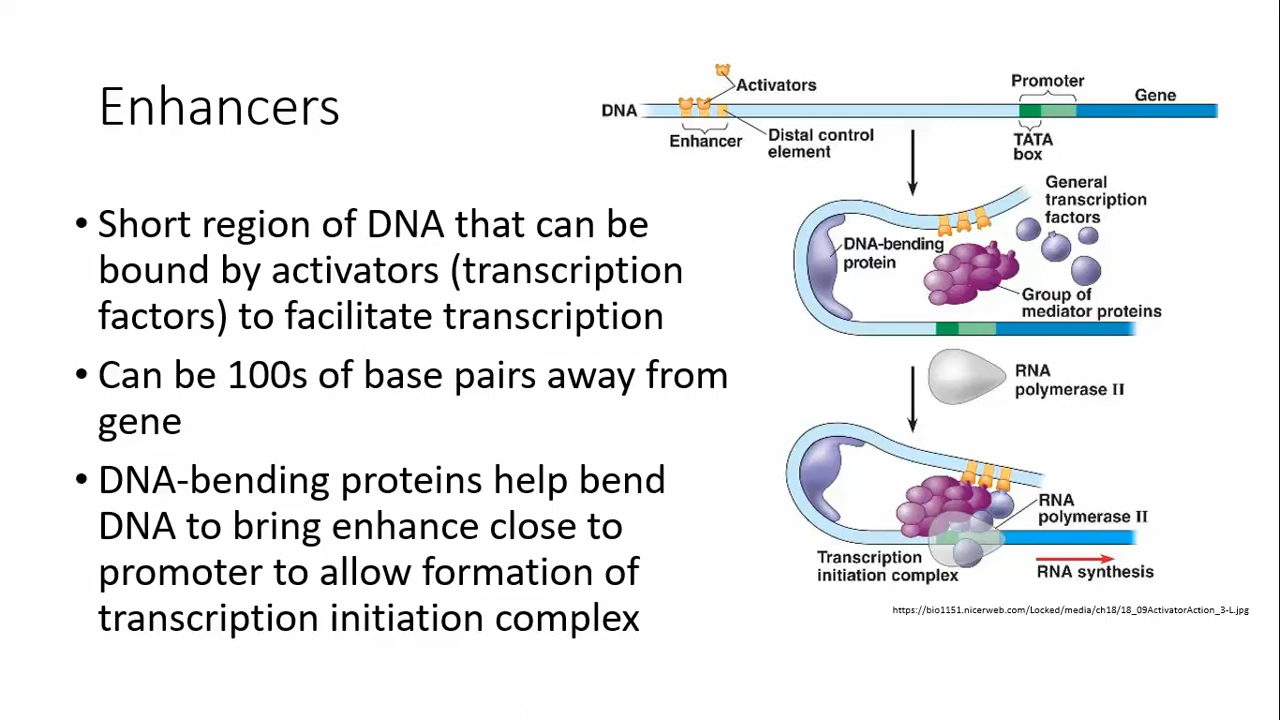 Enhancers
• Short region of DNA that can be
bound by activators (transcription
factors) to facilitate transcription
• Can be 100s of base pairs away from
gene
• DNA-bending proteins help bend
DNA to bring enhance close to
promoter to allow formation of
transcription initiation complex
Activators
Promoter
Gene
DNA
Enhancer
Distal control
element
TATA
box
General
transcription
factors
DNA-bending
protein
Group of
mediator proteins
RNA
polymerase II
RNA
polymerase II
Transcription
initiation complex
RNA synthesis
https://bio1151.nicerweb.com/Locked/media/ch18/18_09ActivatorAction_3-L.jpg